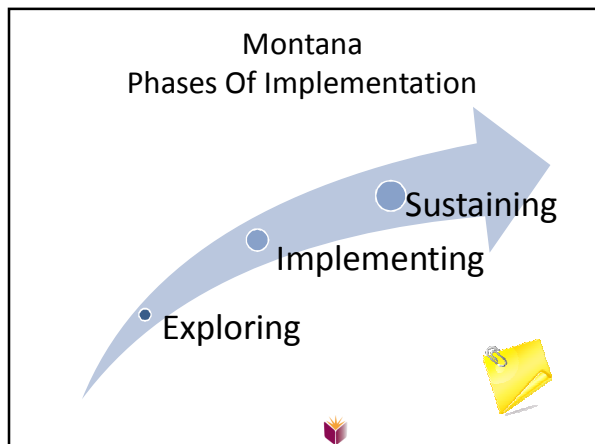 Montana
Phases Of Implementation
Sustaining
Implementing
Exploring